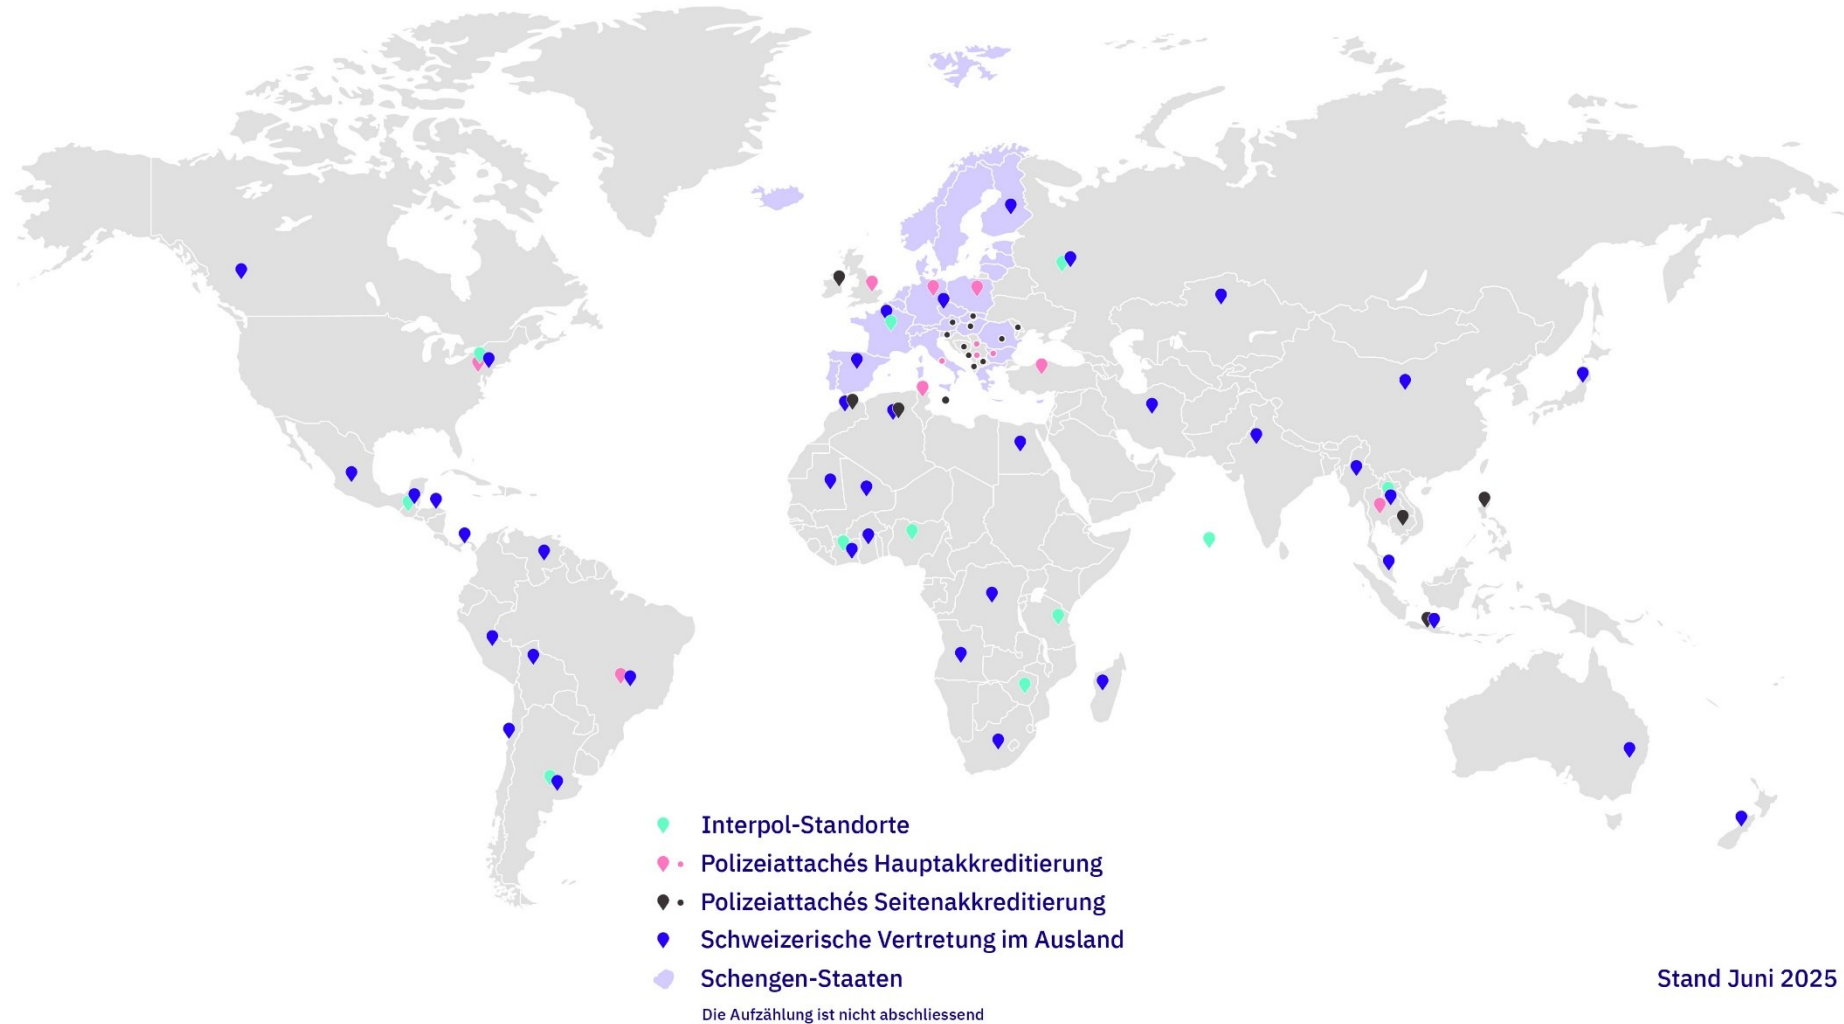 Interpol-Standorte
Polizeiattachés Hauptakkreditierung
Polizeiattachés Seitenakkreditierung
Schweizerische Vertretung im Ausland
Schengen-Staaten
Die Aufzählung ist nicht abschliessend
Stand Juni 2025